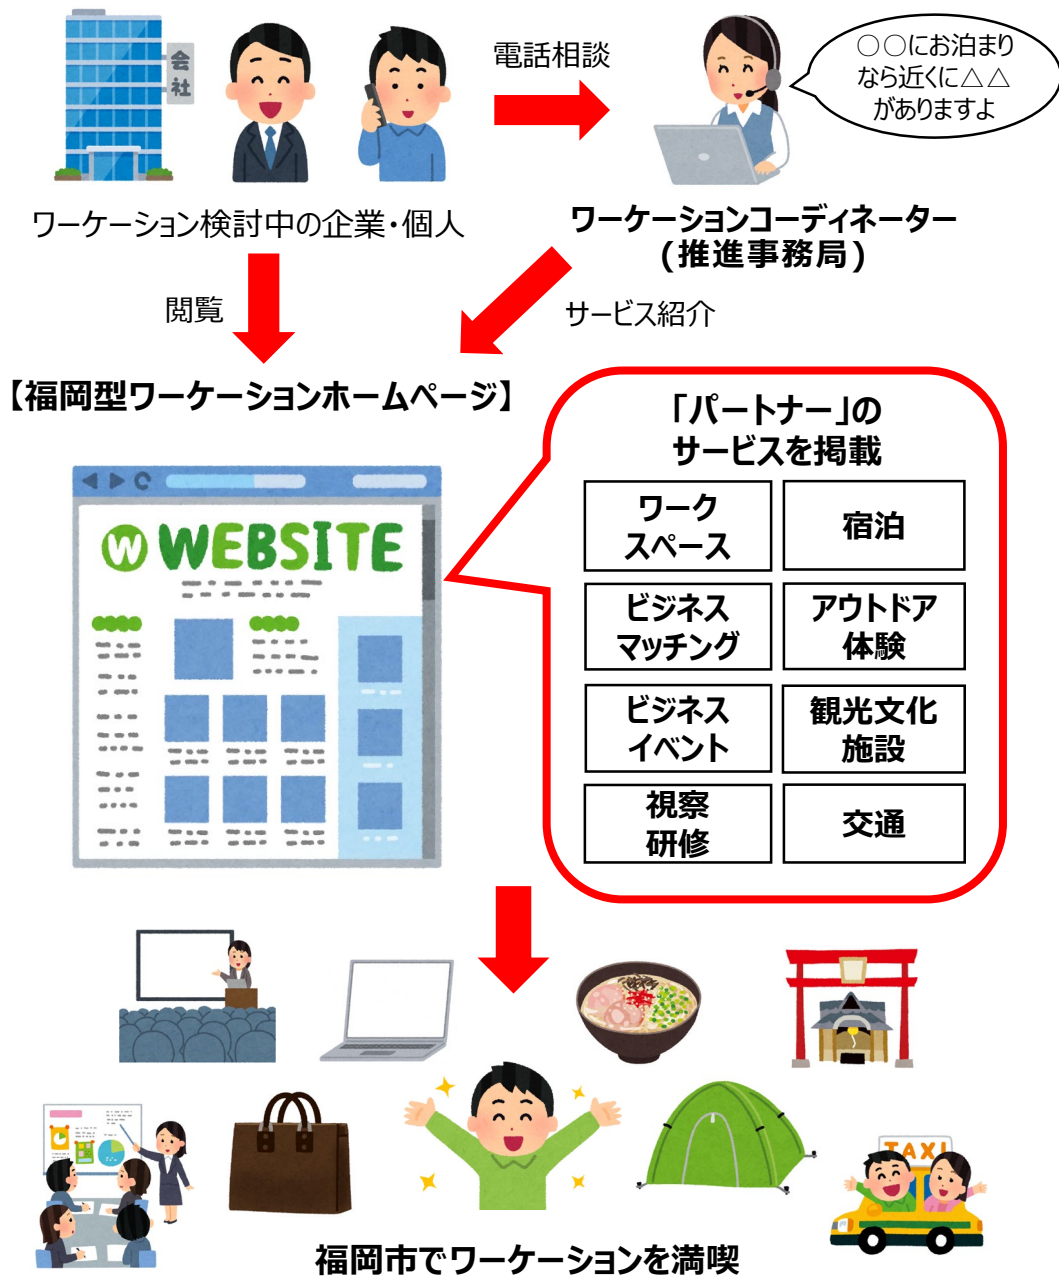 会
社
電話相談
○○にお泊まり
なら近くに△△
がありますよ
ワーケーション検討中の企業・個人
ワーケーションコーディネーター
(推進事務局)
閲覧
サービス紹介
【福岡型ワーケーションホームページ】
「パートナー」の
サービスを掲載
W WEBSITE
ワーク
スペース
宿泊
ビジネス
マッチング
アウトドア
体験
ビジネス
イベント
観光文化
施設
視察
研修
交通
TAXI
福岡市でワーケーションを満喫